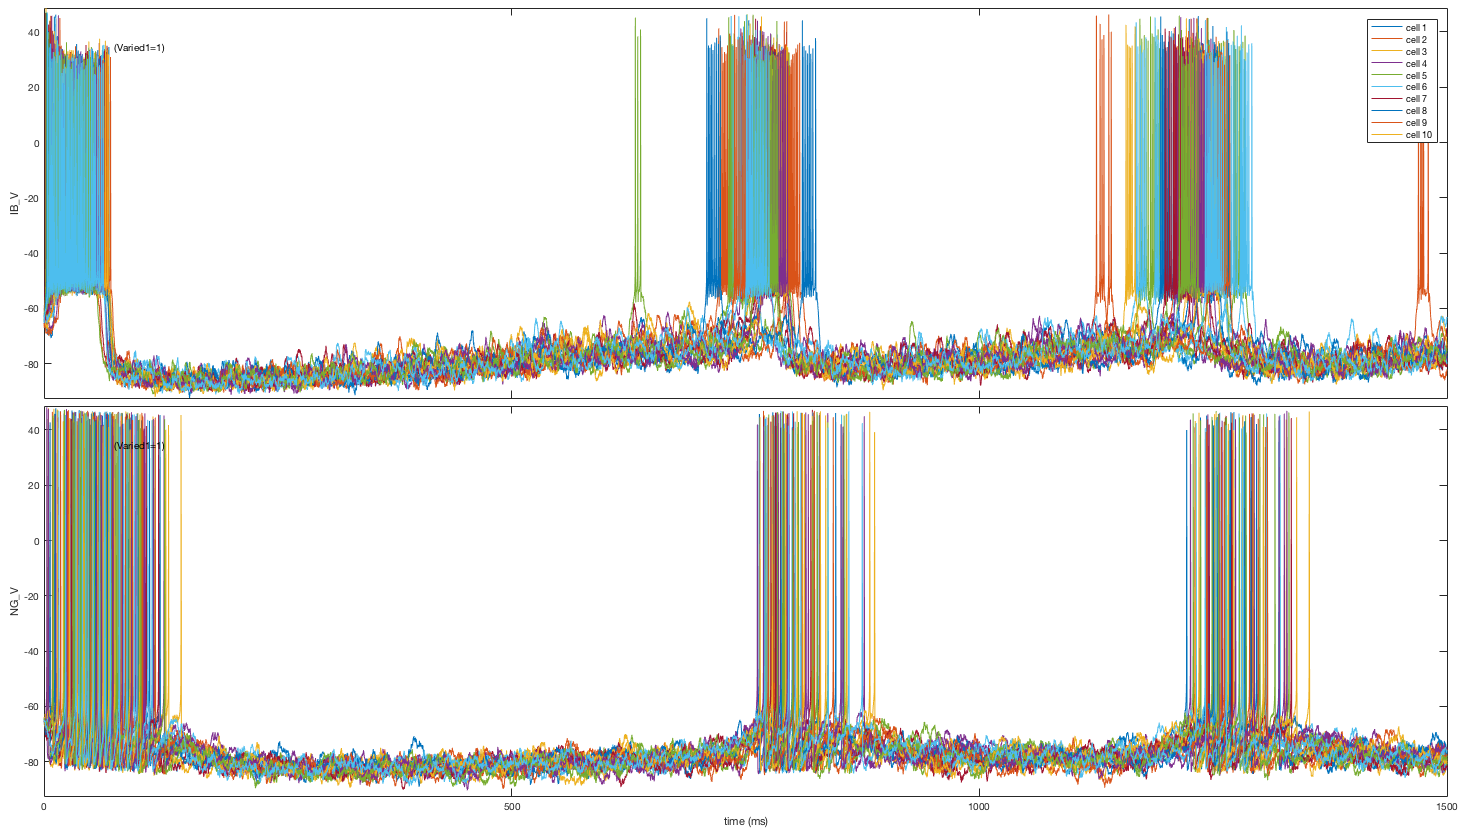 40
20
0
-20
-40
-60
-80
IB_V
(Varied1=1)
cell 1
cell 2
cell 3
cell 4
cell 5
cell 6
cell 7
cell 8
cell 9
cell 10
40
20
0
-20
-40
-60
-80
NG_V
(Varied1=1)
0 500 1000 1500
time (ms)